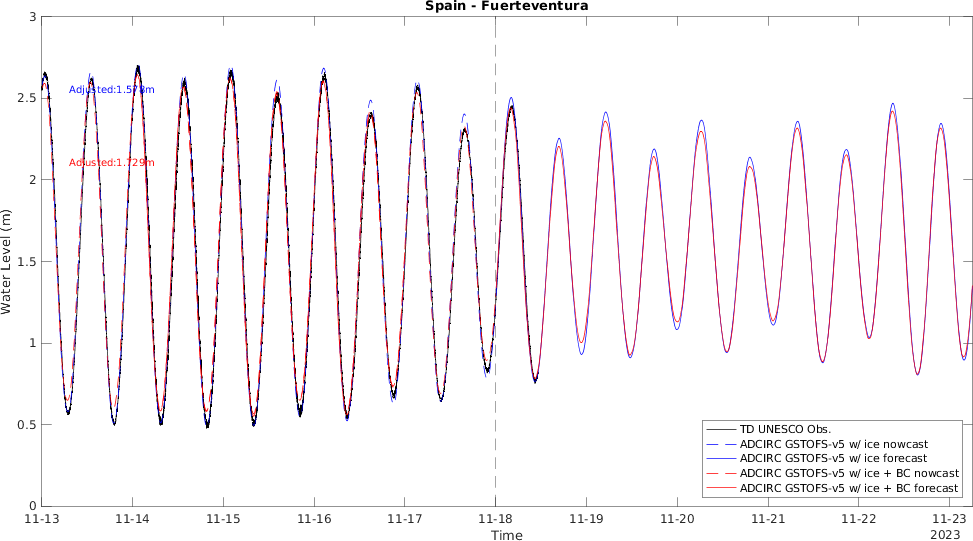 Spain - Fuerteventura
3
2.5
2
1.5
1
0.5
0
Water Level (m)
Adjusted:1.578m
Adjusted:1.729m
TD UNESCO Obs.
ADCIRC GSTOFS-v5 w/ ice nowcast
ADCIRC GSTOFS-v5 w/ ice forecast
ADCIRC GSTOFS-v5 w/ ice + BC nowcast
ADCIRC GSTOFS-v5 w/ ice + BC forecast
11-13 11-14 11-15 11-16 11-17 11-18 11-19 11-20 11-21 11-22 11-23
Time 2023